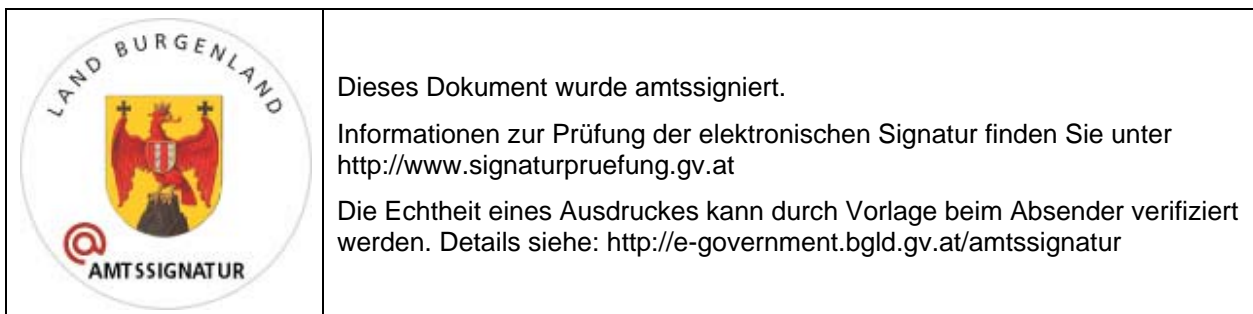 LAND BURGENLAND
@
AMTSSIGNATUR
Dieses Dokument wurde amtssigniert.
Informationen zur Prüfung der elektronischen Signatur finden Sie unter
http://www.signaturpruefung.gv.at
Die Echtheit eines Ausdruckes kann durch Vorlage beim Absender verifiziert
werden. Details siehe: http://e-government.bgld.gv.at/amtssignatur